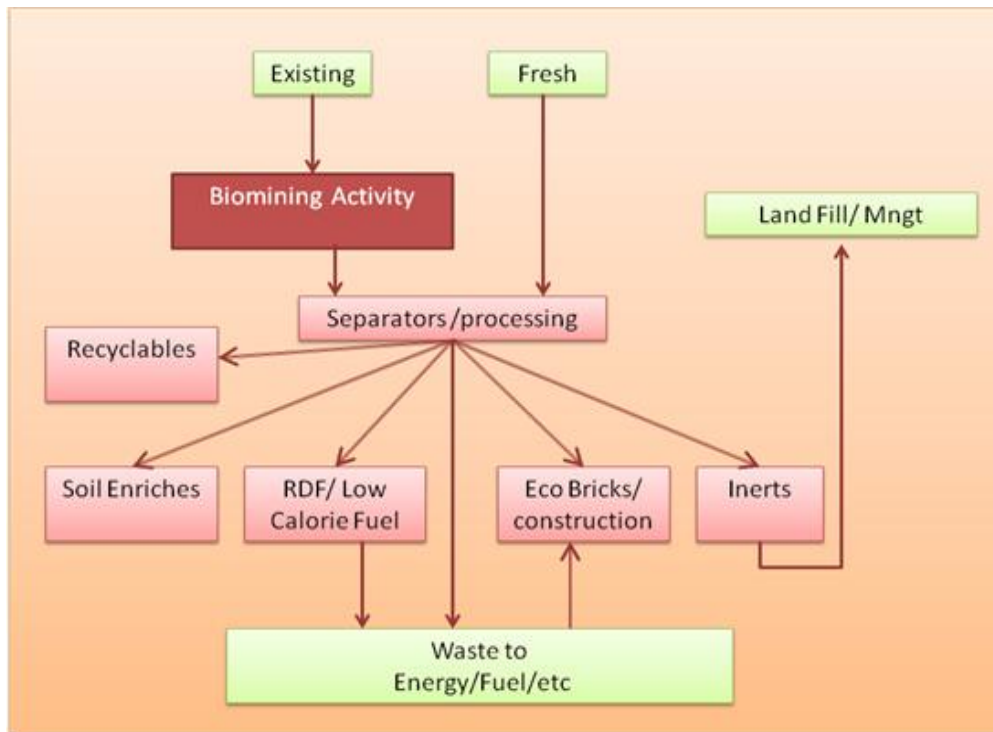 Existing
Fresh
Biomining Activity
Land Fill/ Mngt
Separators /processing
Recyclables
Soil Enriches
RDF/ Low
Calorie Fuel
Eco Bricks/
construction
Inerts
Waste to
Energy/Fuel/etc